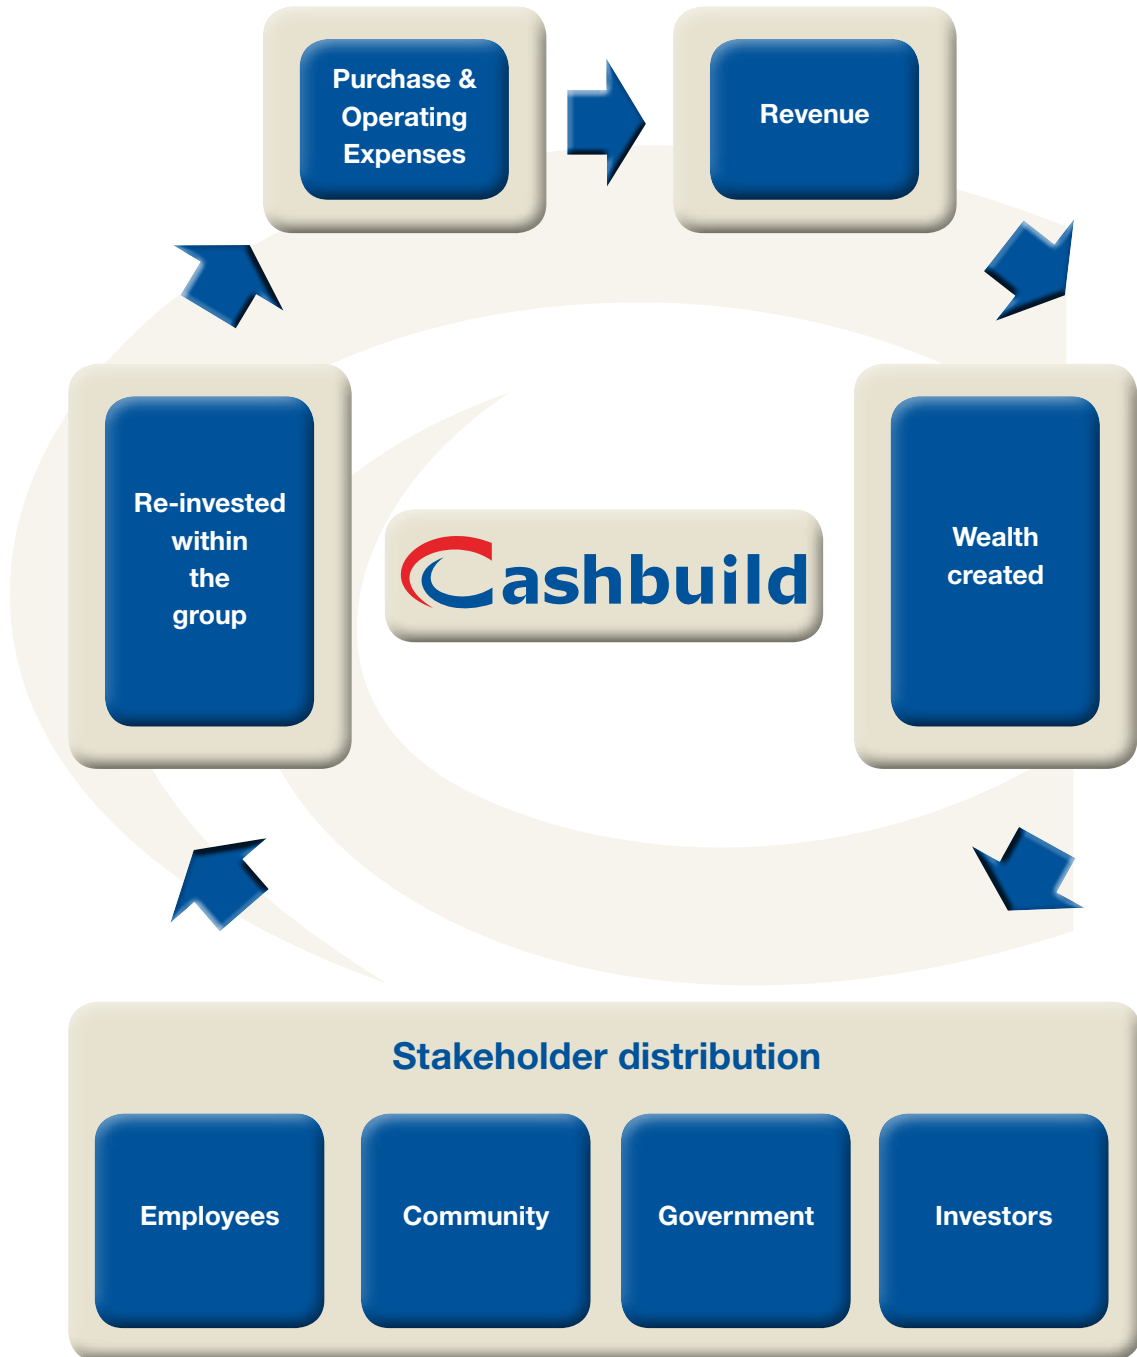 Purchase &
Operating
Expenses
Revenue
Re-invested
within
the
group
Cashbuild
Wealth
created
Stakeholder distribution
Employees
Community
Government
Investors